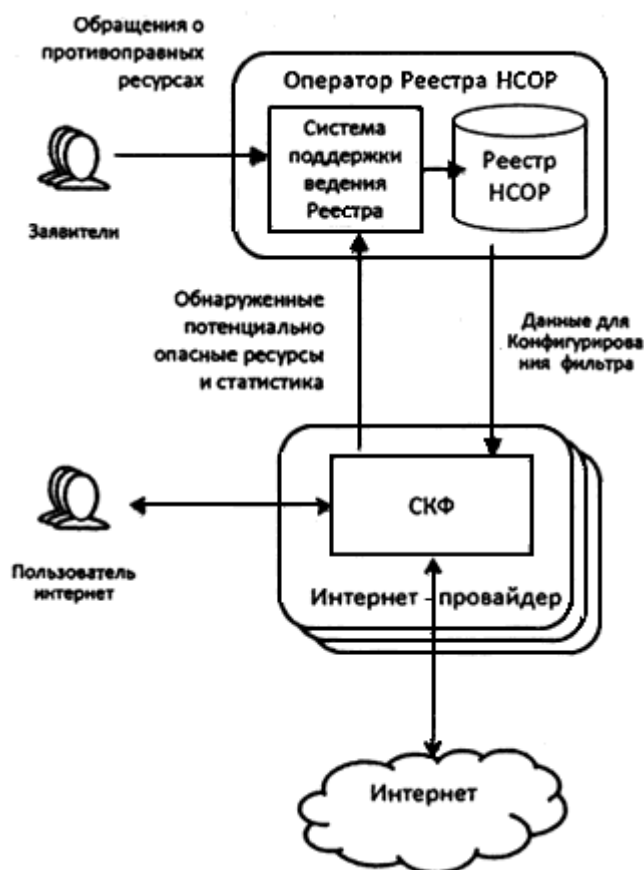 Обращения о
противоправных
ресурсах
Оператор Реестра НСОР
Система
поддержки
ведения
Реестра
Реестр
НСОР
Заявители
Обнаруженные
потенциально
опасные ресурсы
и статистика
Данные для
Конфигурирова
ния фильтра
СКФ
Пользователь
интернет
Интернет - провайдер
Интернет